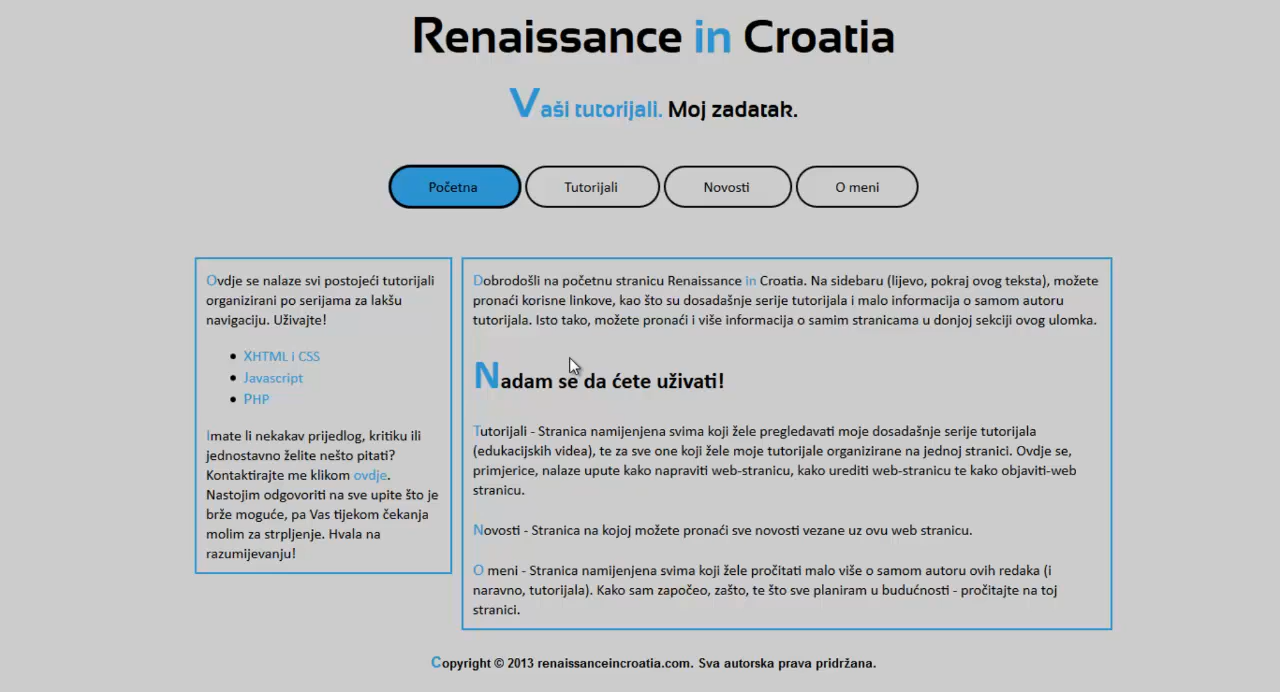 Renaissance in Croatia
Vaši tutorijali. Moj zadatak.
Početna
Tutorijali
Novosti
O meni
Ovdje se nalaze svi postojeći tutorijali
organizirani po serijama za lakšu
navigaciju. Uživajte!
XHTML i CSS
Javascript
PHP
Imate li nekakav prijedlog, kritiku ili
jednostavno želite nešto pitati?
Kontaktirajte me klikom ovdje.
Nastojim odgovoriti na sve upite što je
brže moguće, pa Vas tijekom čekanja
molim za strpljenje. Hvala na
razumijevanju!
Dobrodošli na početnu stranicu Renaissance in Croatia. Na sidebaru (lijevo, pokraj ovog teksta), možete
pronaći korisne linkove, kao što su dosadašnje serije tutorijala i malo informacija o samom autoru
tutorijala. Isto tako, možete pronaći i više informacija o samim stranicama u donjoj sekciji ovog ulomka.
Nadam se da ćete uživati!
Tutorijali - Stranica namijenjena svima koji žele pregledavati moje dosadašnje serije tutorijala
(edukacijskih videa), te za sve one koji žele moje tutorijale organizirane na jednoj stranici. Ovdje se,
primjerice, nalaze upute kako napraviti web-stranicu, kako urediti web-stranicu te kako objaviti-web
stranicu.
Novosti - Stranica na kojoj možete pronaći sve novosti vezane uz ovu web stranicu.
O meni - Stranica namijenjena svima koji žele pročitati malo više o samom autoru ovih redaka (i
naravno, tutorijala). Kako sam započeo, zašto, te što sve planiram u budućnosti - pročitajte na toj
stranici.
Copyright © 2013 renaissanceincroatia.com. Sva autorska prava pridržana.